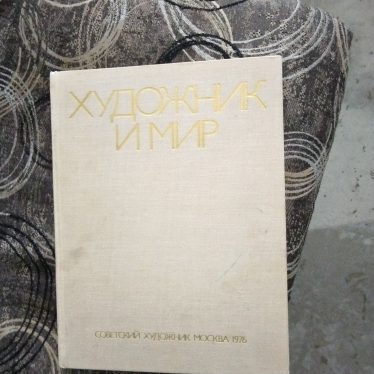 ХУДОЖНИК
И МИР
СОВЕТСКИЙ ХУДОЖНИК МОСКВА 1976